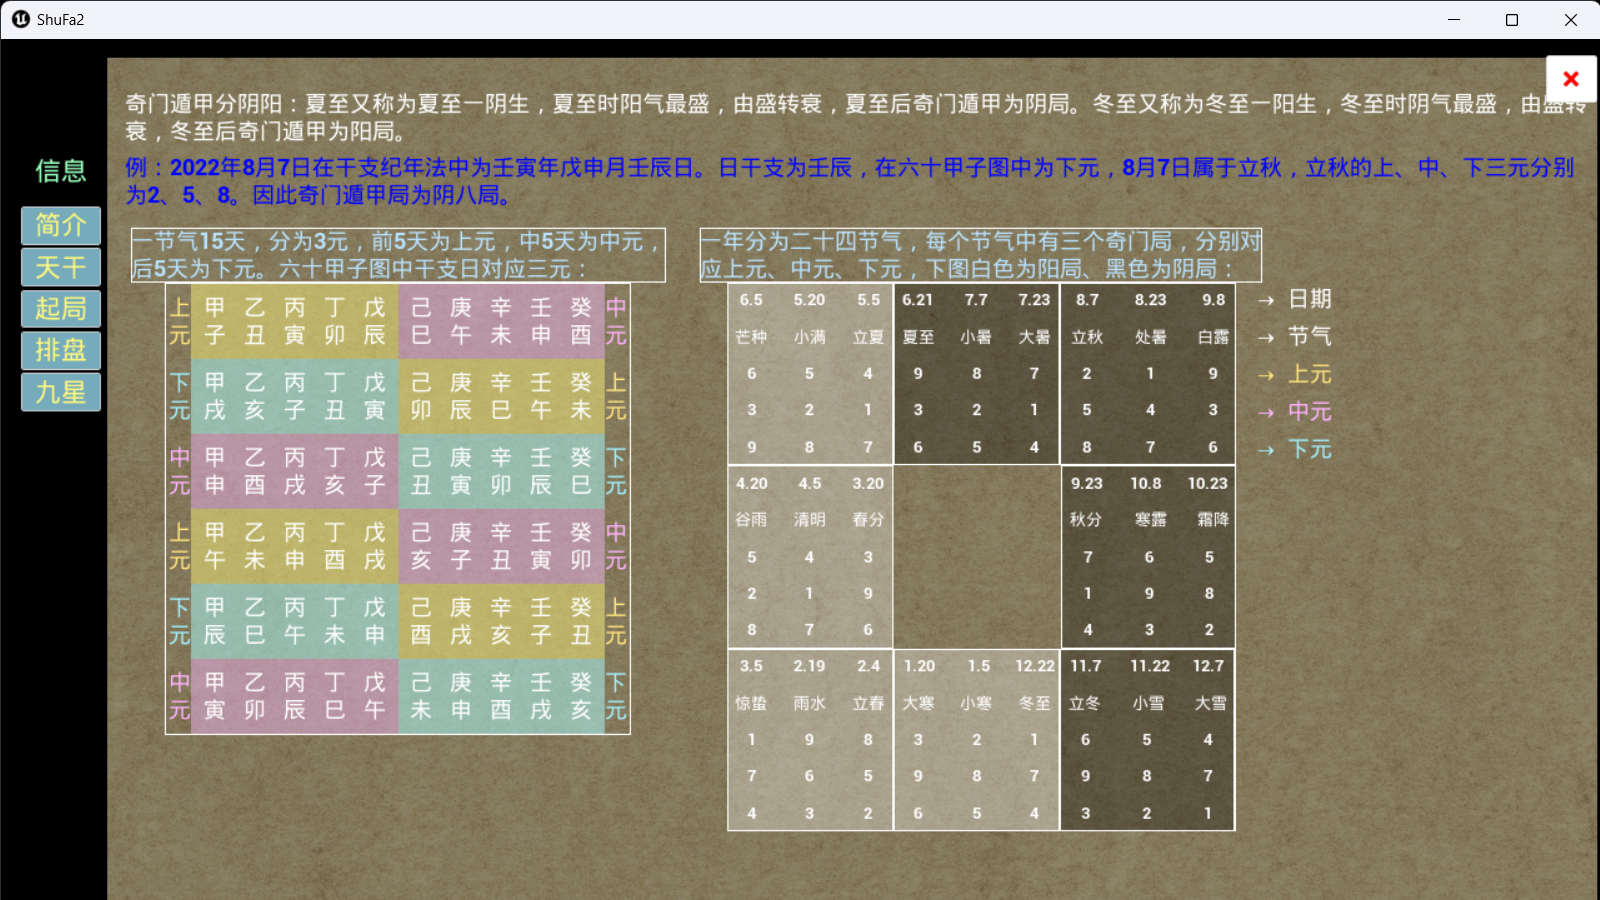 ShuFa2
奇门遁甲分阴阳：夏至又称为夏至一阴生，夏至时阳气最盛，由盛转衰，夏至后奇门遁甲为阴局。冬至又称为冬至一阳生，冬至时阴气最盛，由盛转
衰，冬至后奇门遁甲为阳局。
例：2022年8月7日在干支纪年法中为壬寅年戊申月壬辰日。日干支为壬辰，在六十甲子图中为下元，8月7日属于立秋，立秋的上、中、下三元分别
为2、5、8。因此奇门遁甲局为阴八局。
信息
简介
天干
起局
排盘
九星
一节气15天，分为3元，前5天为上元，中5天为中元，
后5天为下元。六十甲子图中干支日对应三元：
上 甲 乙 丙 丁 戊 己 庚 辛 壬 癸 中
元 子 丑 寅 卯 辰 巳 午 未 申 酉 元
下 甲 乙 丙 丁 戊 己 庚 辛 壬 癸 上
元 戌 亥 子 丑 寅 卯 辰 巳 午 未 元
中 甲 乙 丙 丁 戊 己 庚 辛 壬 癸 下
元 申 酉 戌 亥 子 丑 寅 卯 辰 巳 元
上 甲 乙 丙 丁 戊 己 庚 辛 壬 癸 中
元 午 未 申 酉 戌 亥 子 丑 寅 卯 元
下 甲 乙 丙 丁 戊 己 庚 辛 壬 癸 上
元 辰 巳 午 未 申 酉 戌 亥 子 丑 元
中 甲 乙 丙 丁 戊 己 庚 辛 壬 癸 下
元 寅 卯 辰 巳 午 未 申 酉 戌 亥 元
一年分为二十四节气，每个节气中有三个奇门局，分别对
应上元、中元、下元，下图白色为阳局、黑色为阴局：
6.5 5.20 5.5 6.21 7.7 7.23 8.7 8.23 9.8 → 日期
芒种 小满 立夏 夏至 小暑 大暑 立秋 处暑 白露 → 节气
6 5 4 9 8 7 2 1 9 → 上元
3 2 1 3 2 1 5 4 3 → 中元
9 8 7 6 5 4 8 7 6 → 下元
4.20 4.5 3.20 9.23 10.8 10.23
谷雨 清明 春分 秋分 寒露 霜降
5 4 3 7 6 5
2 1 9 1 9 8
8 7 6 4 3 2
3.5 2.19 2.4 1.20 1.5 12.22 11.7 11.22 12.7
惊蛰 雨水 立春 大寒 小寒 冬至 立冬 小雪 大雪
1 9 8 3 2 1 6 5 4
7 6 5 9 8 7 9 8 7
4 3 2 6 5 4 3 2 1